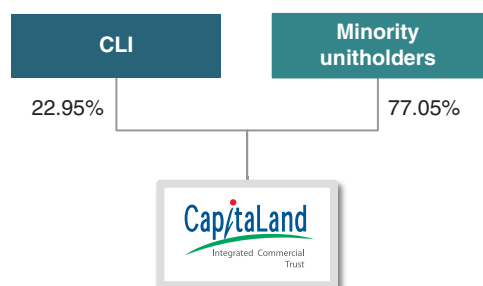 CLI
Minority
unitholders
22.95%
77.05%
CapitaLand
Integrated Commercial
Trust